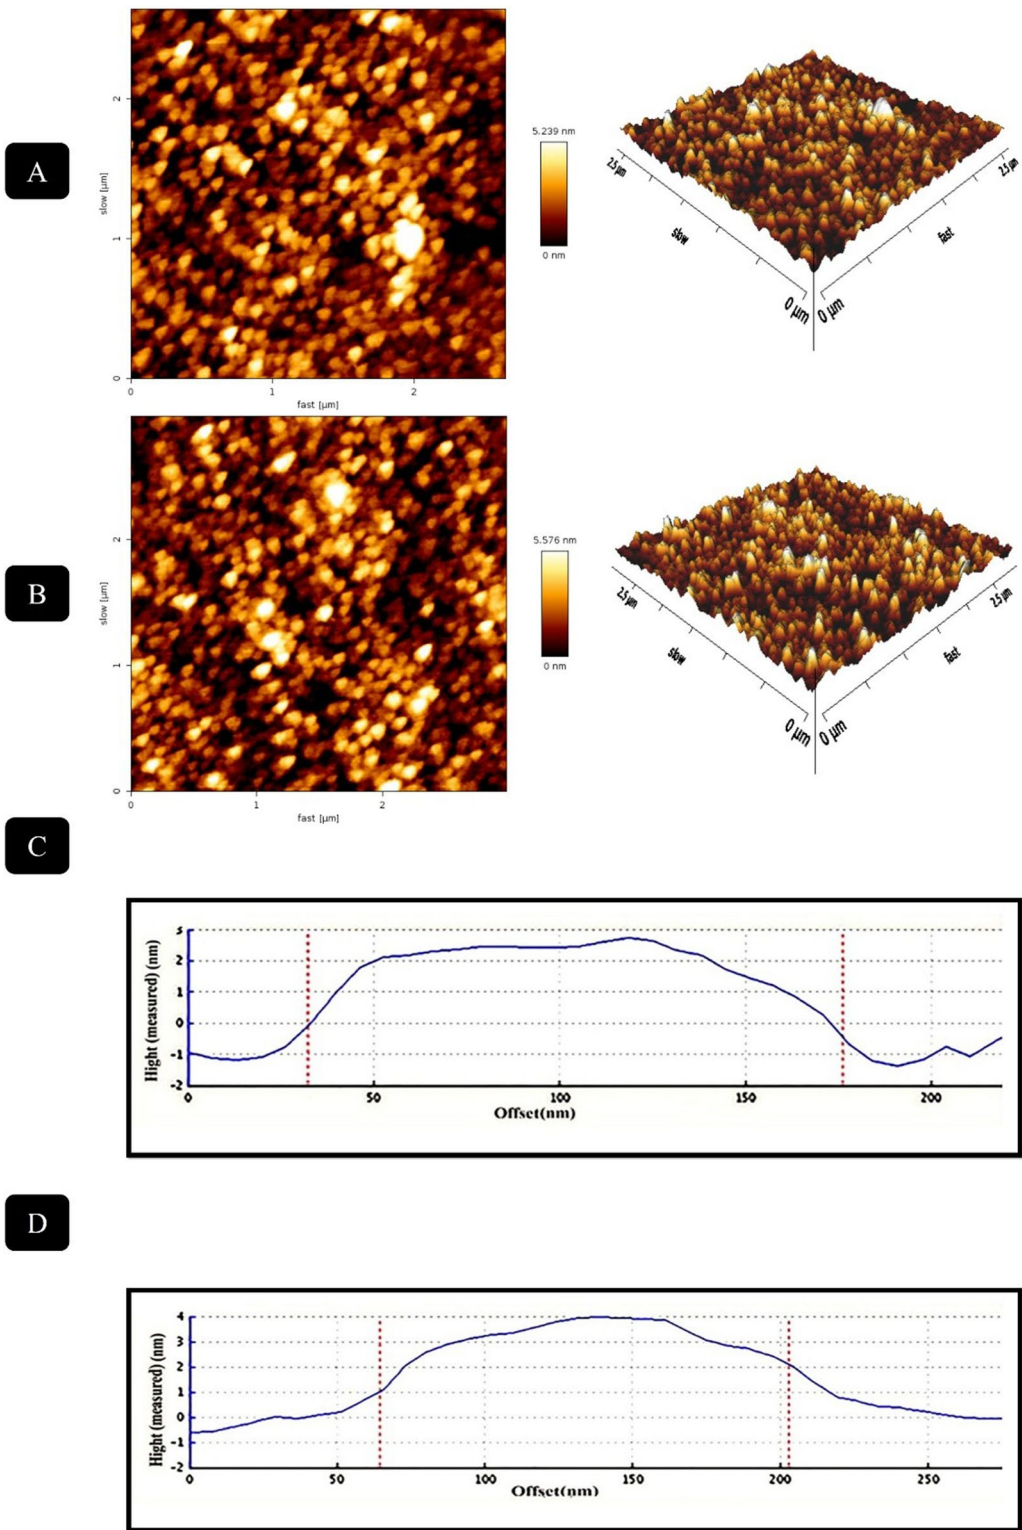 A
slow [µm]
2
1
0
0 1 2
fast [µm]
5.239 nm
0 nm
2.5 µm
slow
0 µm
0 µm
fast
2.5 µm
B
slow [µm]
2
1
0
0 1 2
fast [µm]
5.576 nm
0 nm
2.5 µm
slow
0 µm
0 µm
fast
2.5 µm
C
Hight (measured) (nm)
3
2
1
0
-1
-2
0 50 100 150 200
Offset(nm)
D
Hight (measured) (nm)
4
3
2
1
0
-1
-2
0 50 100 150 200 250
Offset(nm)